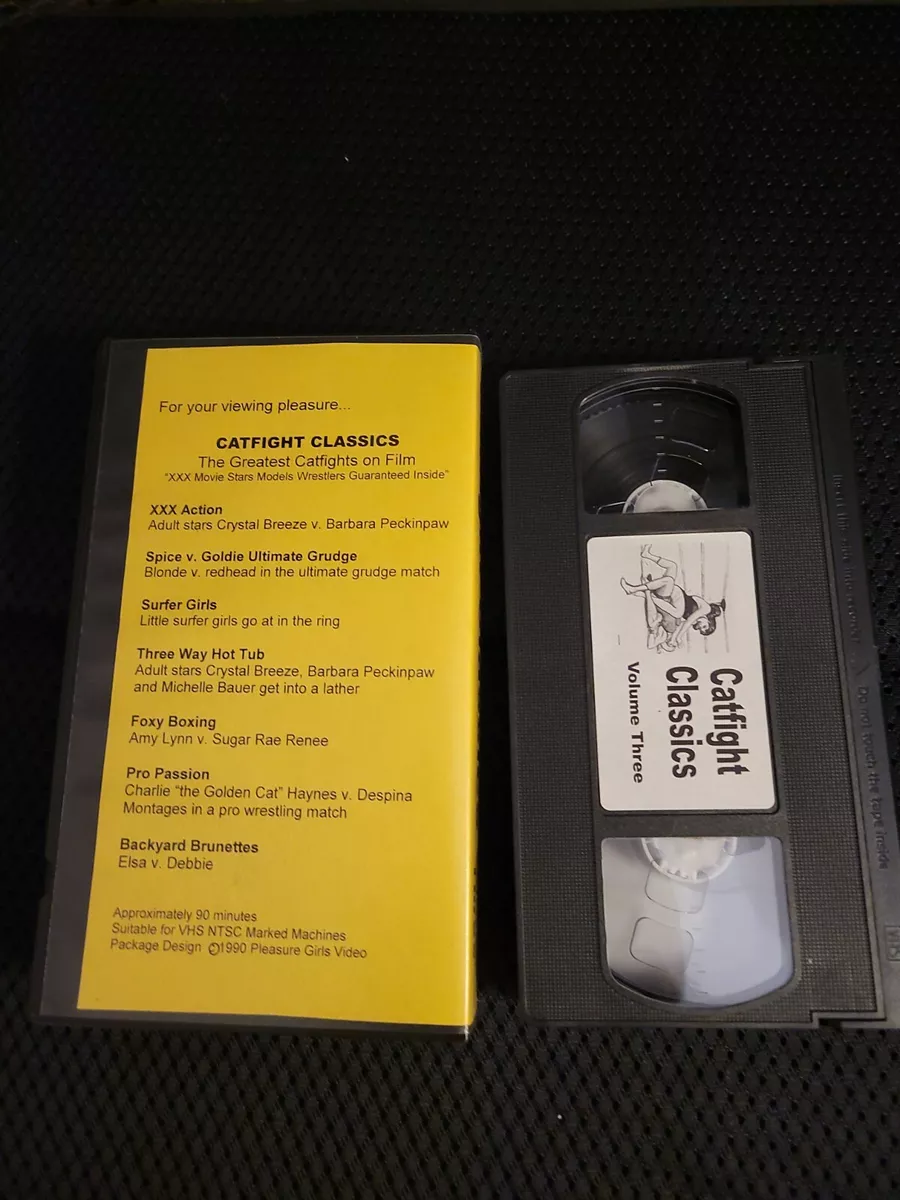 For your viewing pleasure...
CATFIGHT CLASSICS
The Greatest Catfights on Film
"XXX Movie Stars Models Wrestlers Guaranteed Inside"
XXX Action
Adult stars Crystal Breeze v. Barbara Peckinpaw
Spice v. Goldie Ultimate Grudge
Blonde v. redhead in the ultimate grudge match
Surfer Girls
Little surfer girls go at in the ring
Three Way Hot Tub
Adult stars Crystal Breeze, Barbara Peckinpaw
and Michelle Bauer get into a lather
Foxy Boxing
Amy Lynn v. Sugar Rae Renee
Pro Passion
Charlie "the Golden Cat" Haynes v. Despina
Montages in a pro wrestling match
Backyard Brunettes
Elsa v. Debbie
Approximately 90 minutes
Suitable for VHS NTSC Marked Machines
Package Design ©1990 Pleasure Girls Video
Catfight
Classics
Volume Three
Do not touch the tape inside
VHS